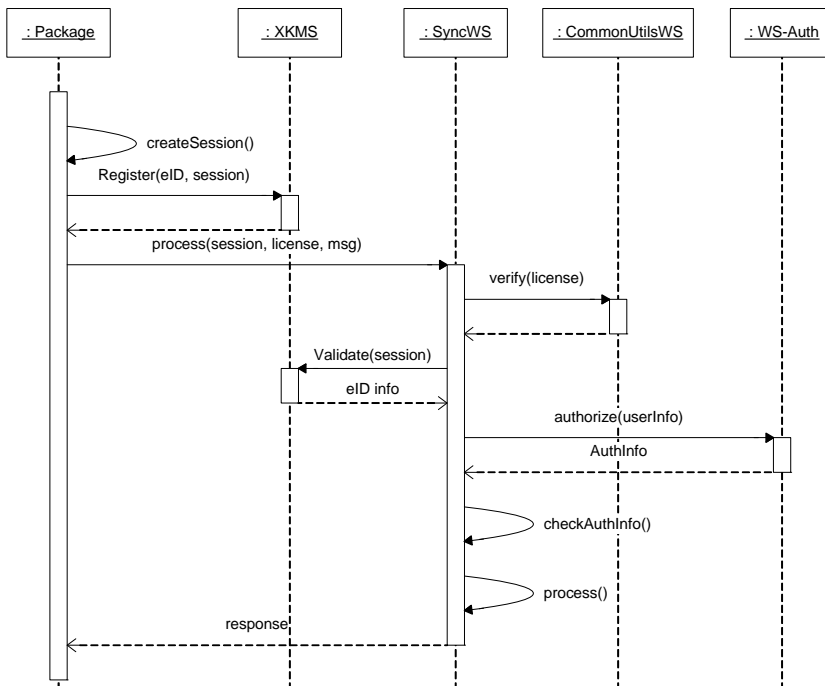 : Package
: XKMS
: SyncWS
: CommonUtilsWS
: WS-Auth
createSession()
Register(eID, session)
process(session, license, msg)
verify(license)
Validate(session)
eID info
authorize(userInfo)
AuthInfo
checkAuthInfo()
process()
response